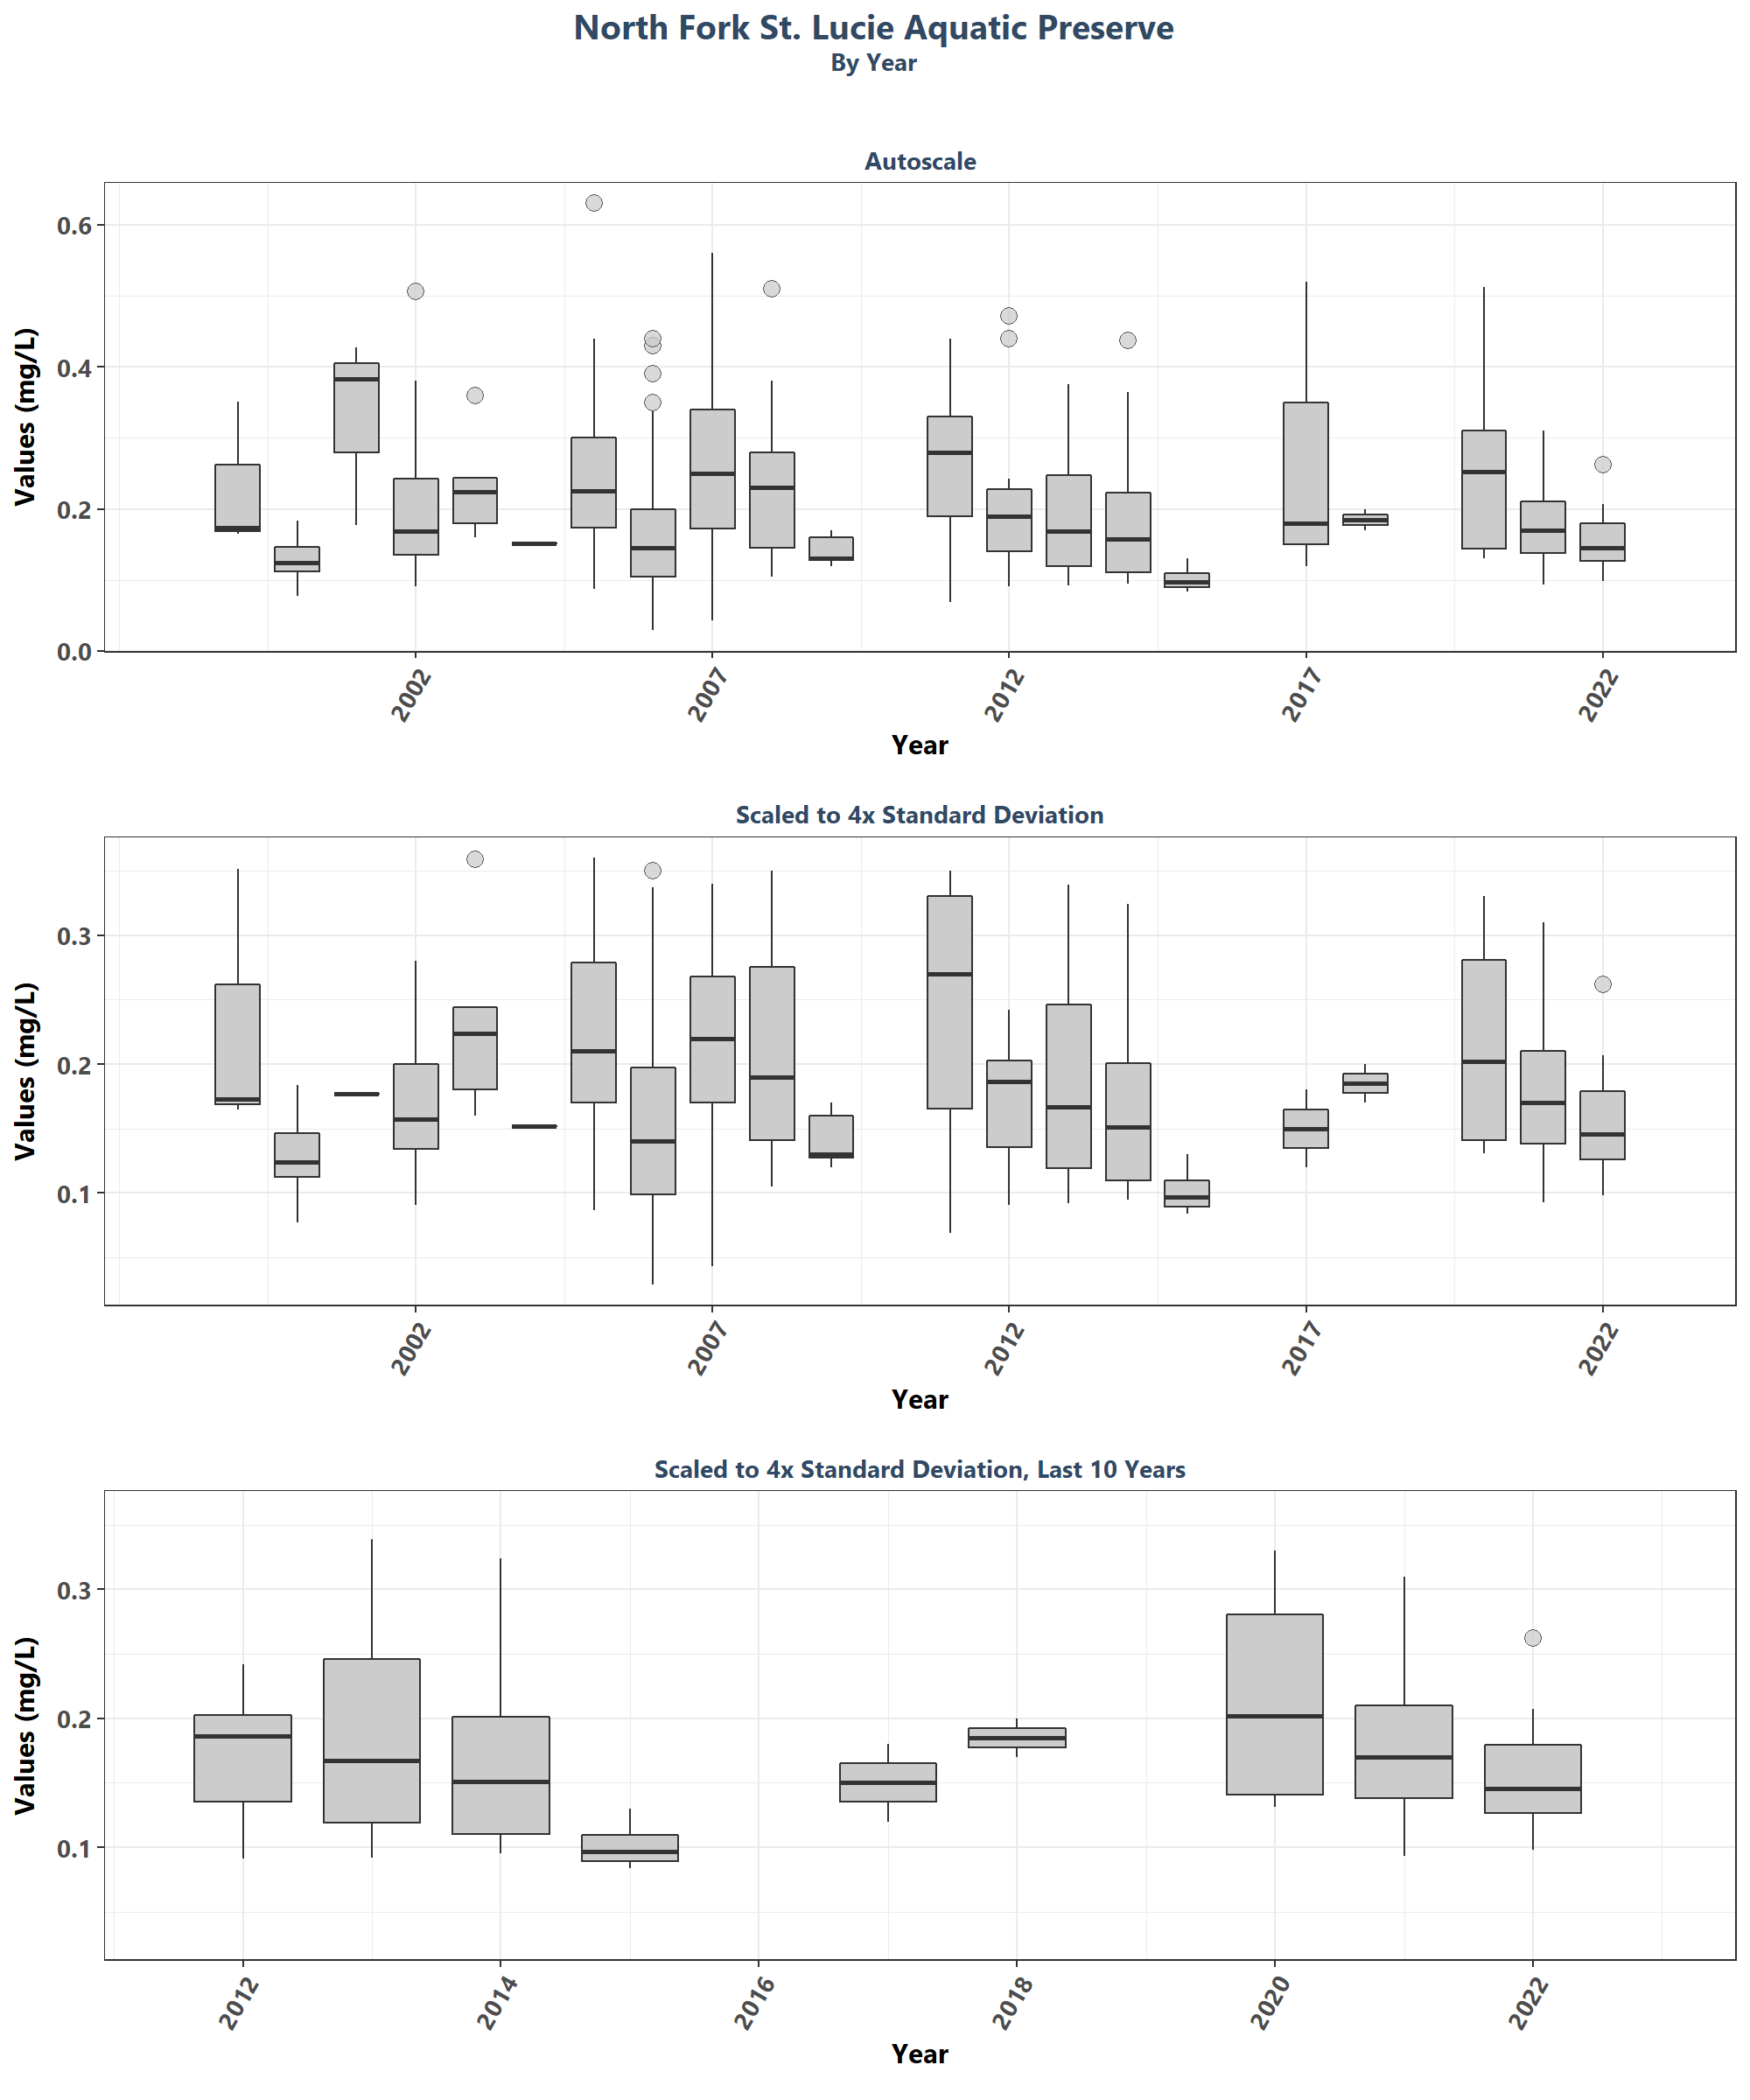 North Fork St. Lucie Aquatic Preserve
By Year
Autoscale
Values (mg/L)
0.6
0.4
0.2
0.0
2002
2007
2012
2017
2022
Year
Scaled to 4x Standard Deviation
Values (mg/L)
0.3
0.2
0.1
2002
2007
2012
2017
2022
Year
Scaled to 4x Standard Deviation, Last 10 Years
Values (mg/L)
0.3
0.2
0.1
2012
2014
2016
2018
2020
2022
Year